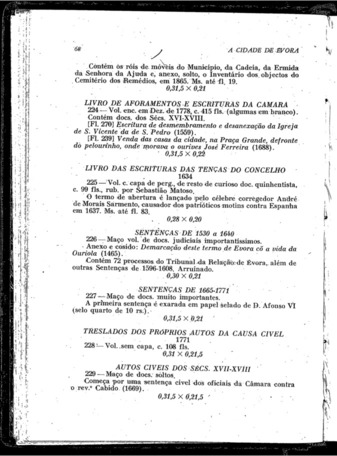 68
A CIDADE DE ÉVORA
Contém os róis de móveis do Município, da Cadeia, da Ermida
da Senhora da Ajuda e, anexo, solto, o Inventário dos objectos do
Cemitério dos Remédios, em 1865. Ms. até fl. 19.
0,31,5 × 0,21
LIVRO DE AFORAMENTOS E ESCRITURAS DA CAMARA
224 — Vol. enc. em Dez. de 1778, c. 415 fls. (algumas em branco).
Contém docs. dos Sécs. XVI-XVIII.
[Fl. 270] Escritura de desmembramento e desanexação da Igreja
de S. Vicente da de S. Pedro (1559).
[Fl. 239] Venda das casas da cidade, na Praça Grande, defronte
do pelourinho, onde morava o ourives José Ferreira (1688).
0,31,5 × 0,22
LIVRO DAS ESCRITURAS DAS TENÇAS DO CONCELHO
1634
225 — Vol. c. capa de perg., de resto de curioso doc. quinhentista,
c. 99 fls., rub. por Sebastião Matoso.
O termo de abertura é lançado pelo célebre corregedor André
de Morais Sarmento, causador dos patrióticos motins contra Espanha
em 1637. Ms. até fl. 83.
0,28 × 0,20
SENTENÇAS DE 1530 a 1640
226 — Maço vol. de docs. judiciais importantíssimos.
Anexo e cosido: Demarcação deste termo de Évora cõ a vida da
Ouriola (1465).
Contém 72 processos do Tribunal da Relação de Évora, além de
outras Sentenças de 1596-1608. Arruinado.
0,30 × 0,21
SENTENÇAS DE 1665-1771
227 — Maço de docs. muito importantes.
A primeira sentença é exarada em papel selado de D. Afonso VI
(selo quarto de 10 rs.).
0,31,5 × 0,21
TRESLADOS DOS PRÓPRIOS AUTOS DA CAUSA CIVEL
1771
228 — Vol. sem capa, c. 108 fls.
0,31 × 0,21,5
AUTOS CIVEIS DOS SÉCS. XVII-XVIII
229 — Maço de docs. soltos.
Começa por uma sentença cível dos oficiais da Câmara contra
o rev.º Cabido (1669).
0,31,5 × 0,21,5